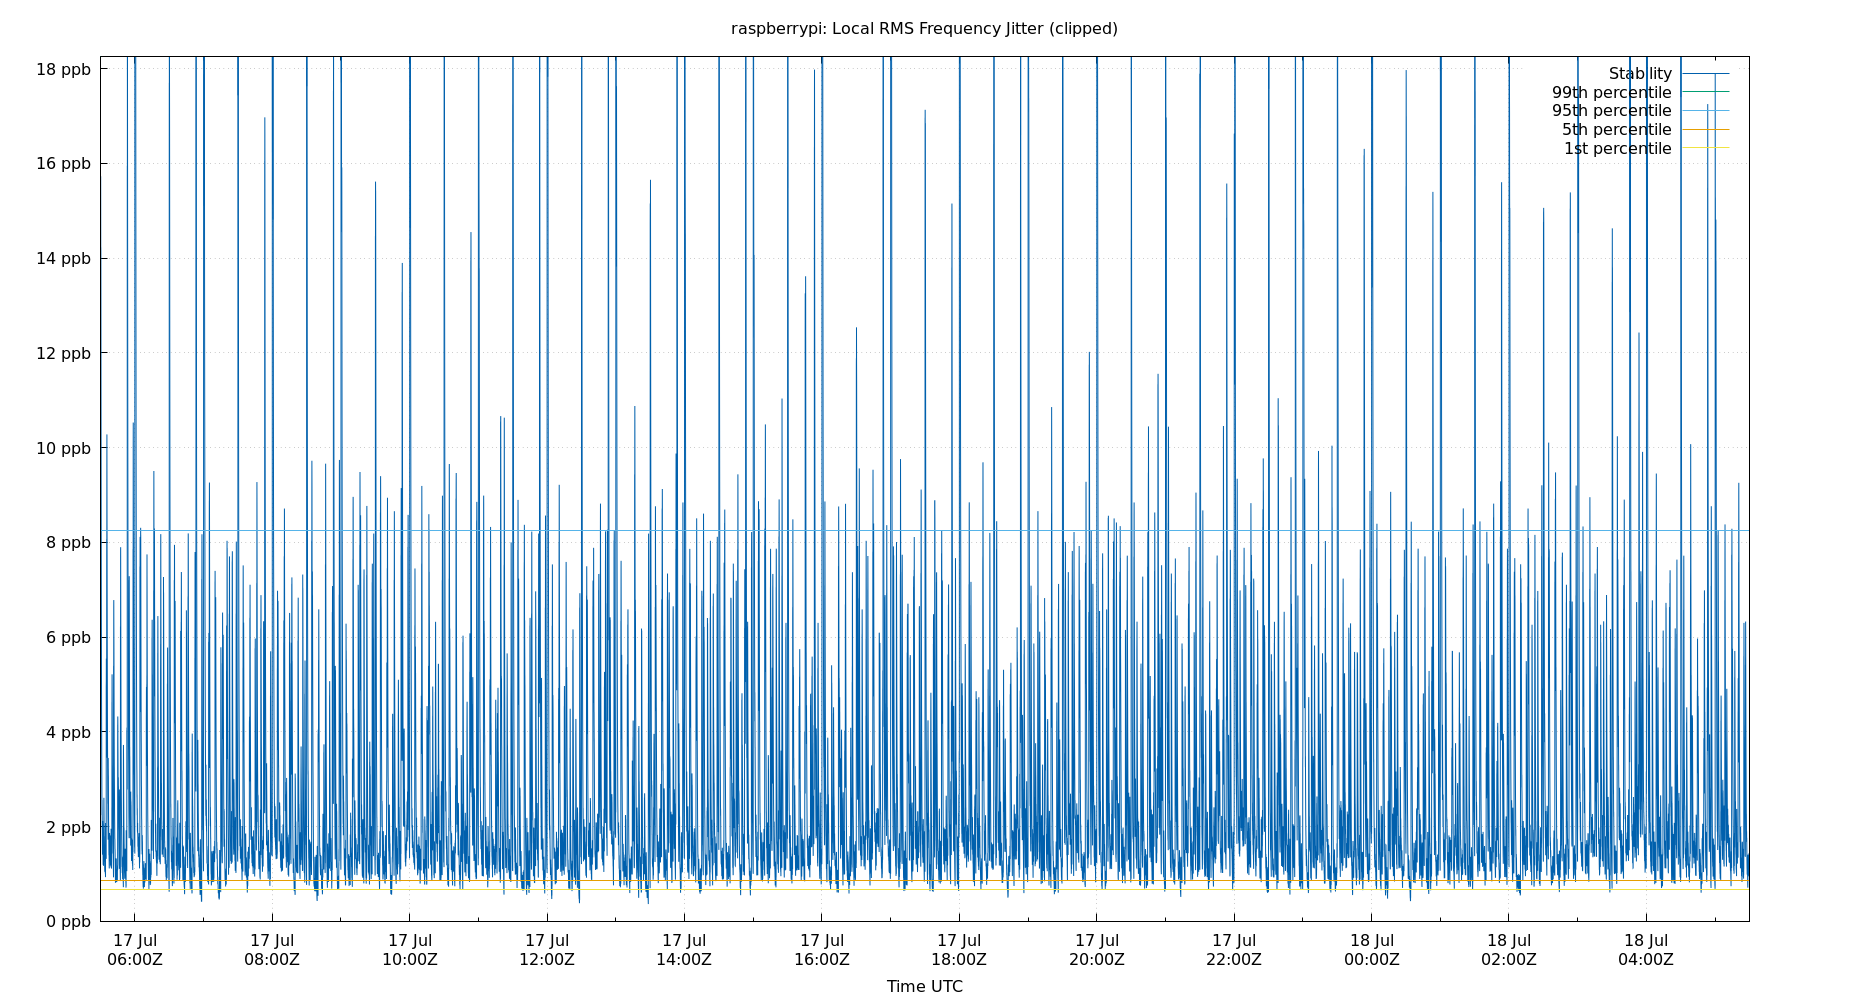 raspberrypi: Local RMS Frequency Jitter (clipped)
18 ppb
16 ppb
14 ppb
12 ppb
10 ppb
8 ppb
6 ppb
4 ppb
2 ppb
0 ppb
Stability
99th percentile
95th percentile
5th percentile
1st percentile
17 Jul 17 Jul 17 Jul 17 Jul 17 Jul 17 Jul 17 Jul 17 Jul 17 Jul 18 Jul 18 Jul 18 Jul
06:00Z 08:00Z 10:00Z 12:00Z 14:00Z 16:00Z 18:00Z 20:00Z 22:00Z 00:00Z 02:00Z 04:00Z
Time UTC